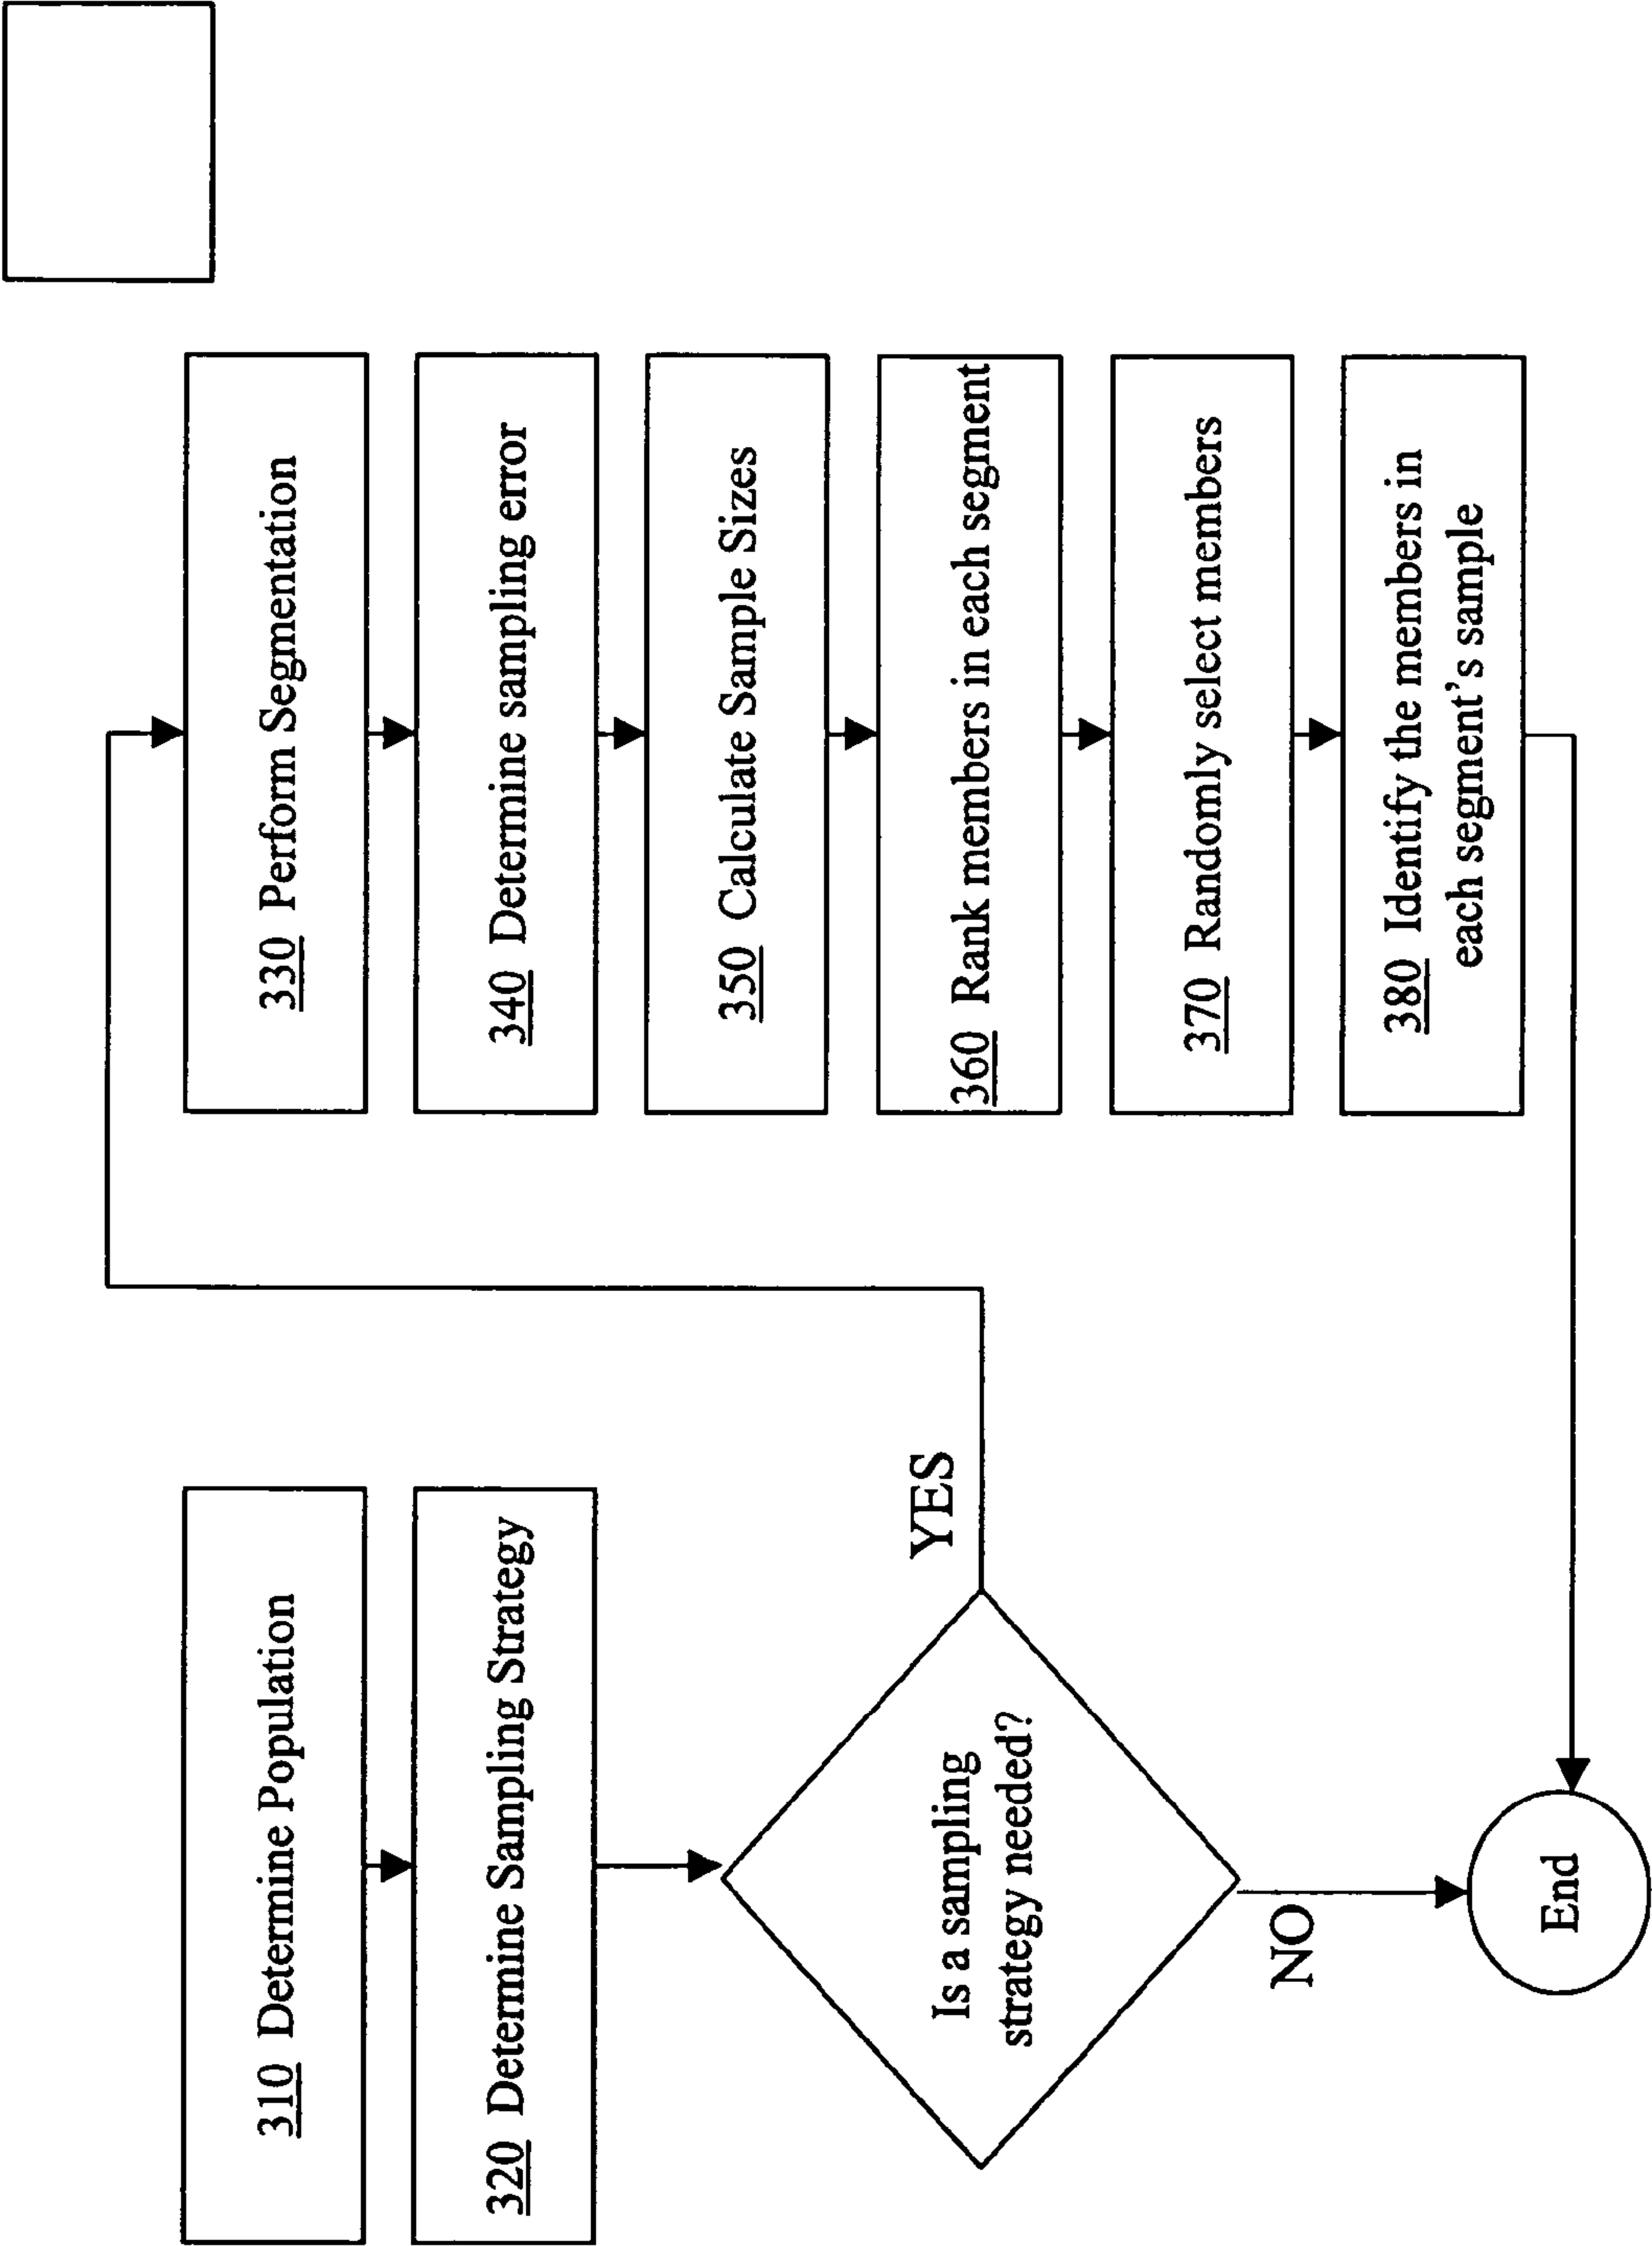 310 Determine Population
320 Determine Sampling Strategy
Is a sampling
strategy needed?
YES
NO
End
330 Perform Segmentation
340 Determine sampling error
350 Calculate Sample Sizes
360 Rank members in each segment
370 Randomly select members
380 Identify the members in
each segment's sample